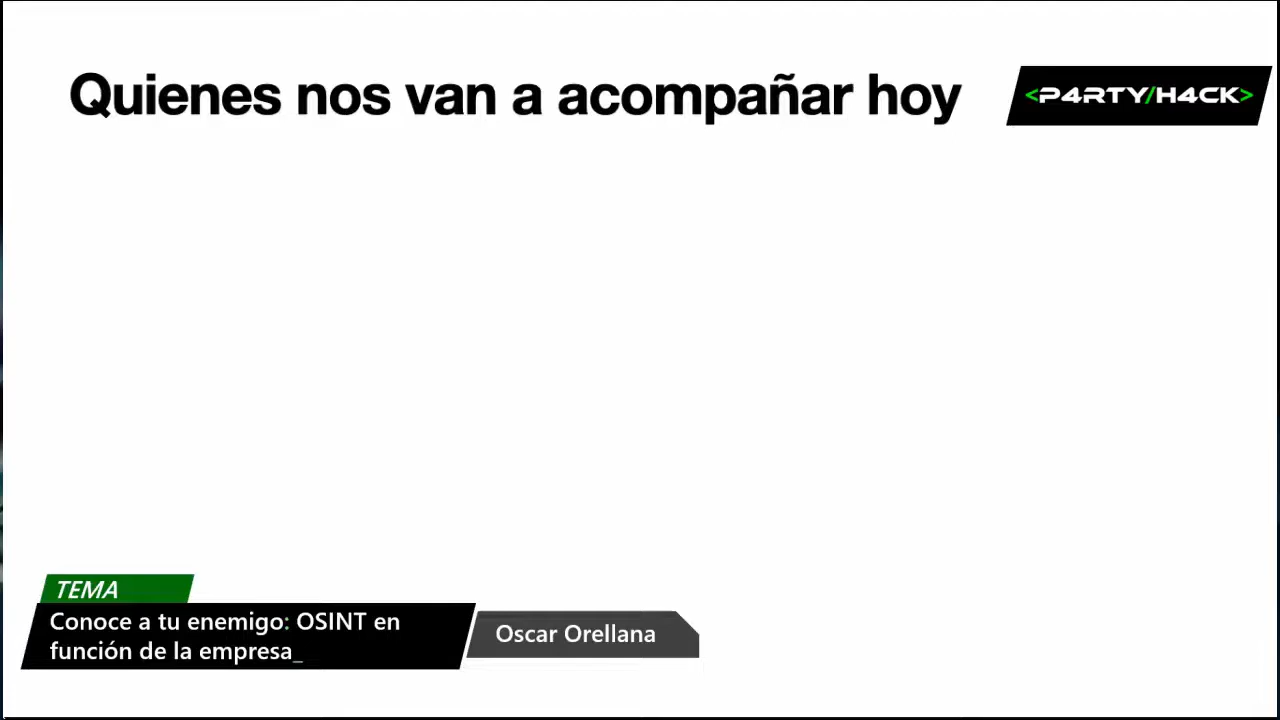 Quienes nos van a acompañar hoy
<P4RTY/H4CK>
TEMA
Conoce a tu enemigo: OSINT en
función de la empresa_
Oscar Orellana